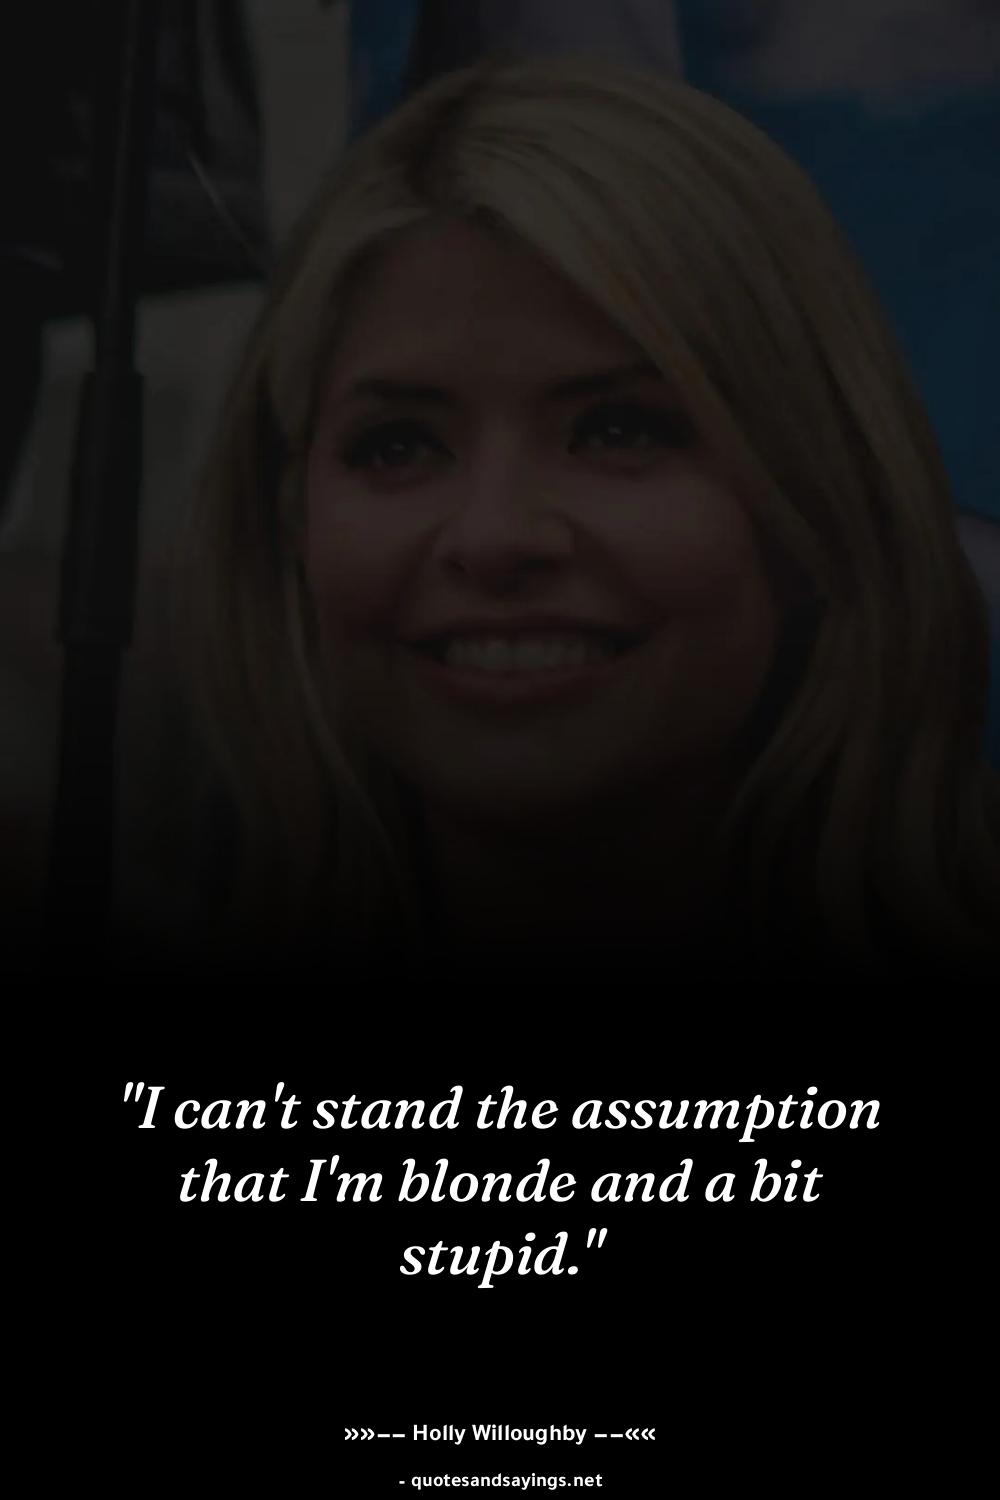 "I can't stand the assumption
that I'm blonde and a bit
stupid."
»»−− Holly Willoughby −−««
- quotesandsayings.net